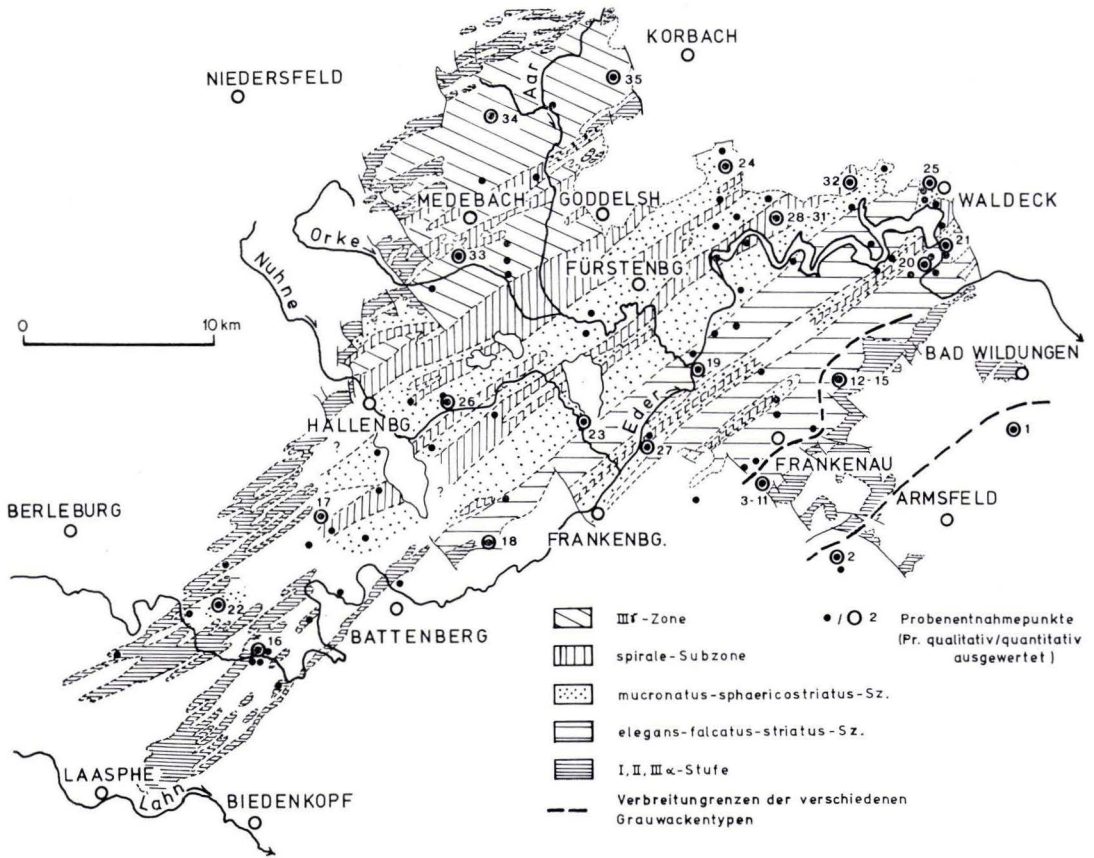 KORBACH
NIEDERSFELD
Aar
35
34
24
32
25
MEDEBACH
GODDELSH
WALDECK
28-31
Orke
33
21
20
Nuhne
FÜRSTENBG.
0 10 km
BAD WILDUNGEN
19
12-15
26
HALLENBG.
Eder
23
27
1
?
FRANKENAU
?
3-11
ARMSFELD
17
BERLEBURG
18
FRANKENBG.
2
22
BATTENBERG
16
LAASPHE
Lahn
BIEDENKOPF
IIIγ-Zone
spirale-Subzone
mucronatus-sphaericostriatus-Sz.
elegans-falcatus-striatus-Sz.
I, II, III α-Stufe
Verbreitungrenzen der verschiedenen
Grauwackentypen
/ 2 Probenentnahmepunkte
(Pr. qualitativ/quantitativ
ausgewertet)